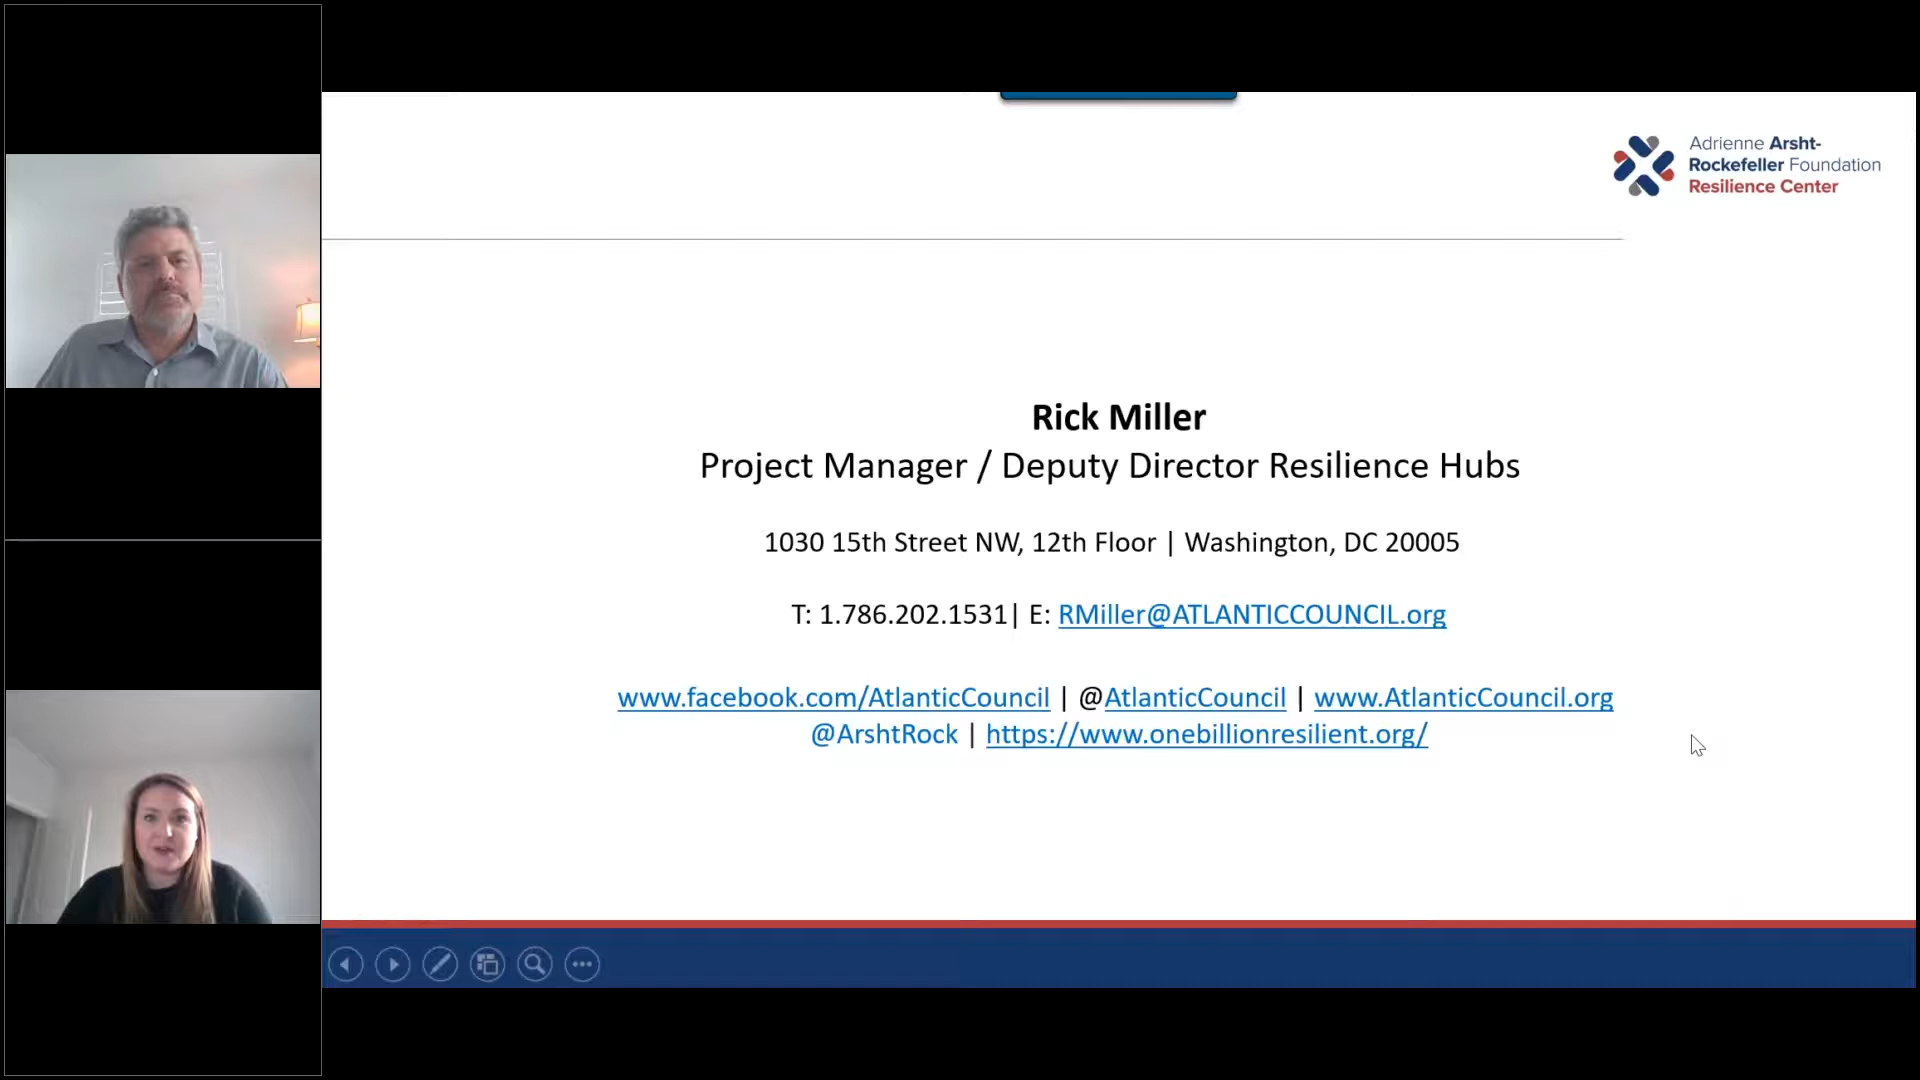 Adrienne Arsht-
Rockefeller Foundation
Resilience Center
Rick Miller
Project Manager / Deputy Director Resilience Hubs
1030 15th Street NW, 12th Floor | Washington, DC 20005
T: 1.786.202.1531| E: RMiller@ATLANTICCOUNCIL.org
www.facebook.com/AtlanticCouncil | @AtlanticCouncil | www.AtlanticCouncil.org
@ArshtRock | https://www.onebillionresilient.org/